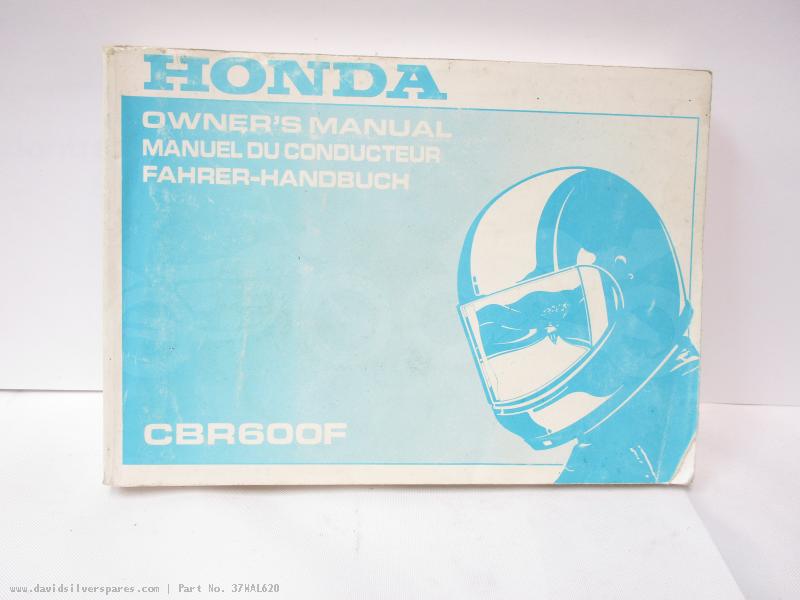 HONDA
OWNER'S MANUAL
MANUEL DU CONDUCTEUR
FAHRER-HANDBUCH
CBR600F
www.davidsilverspares.com | Part No. 37MAL620